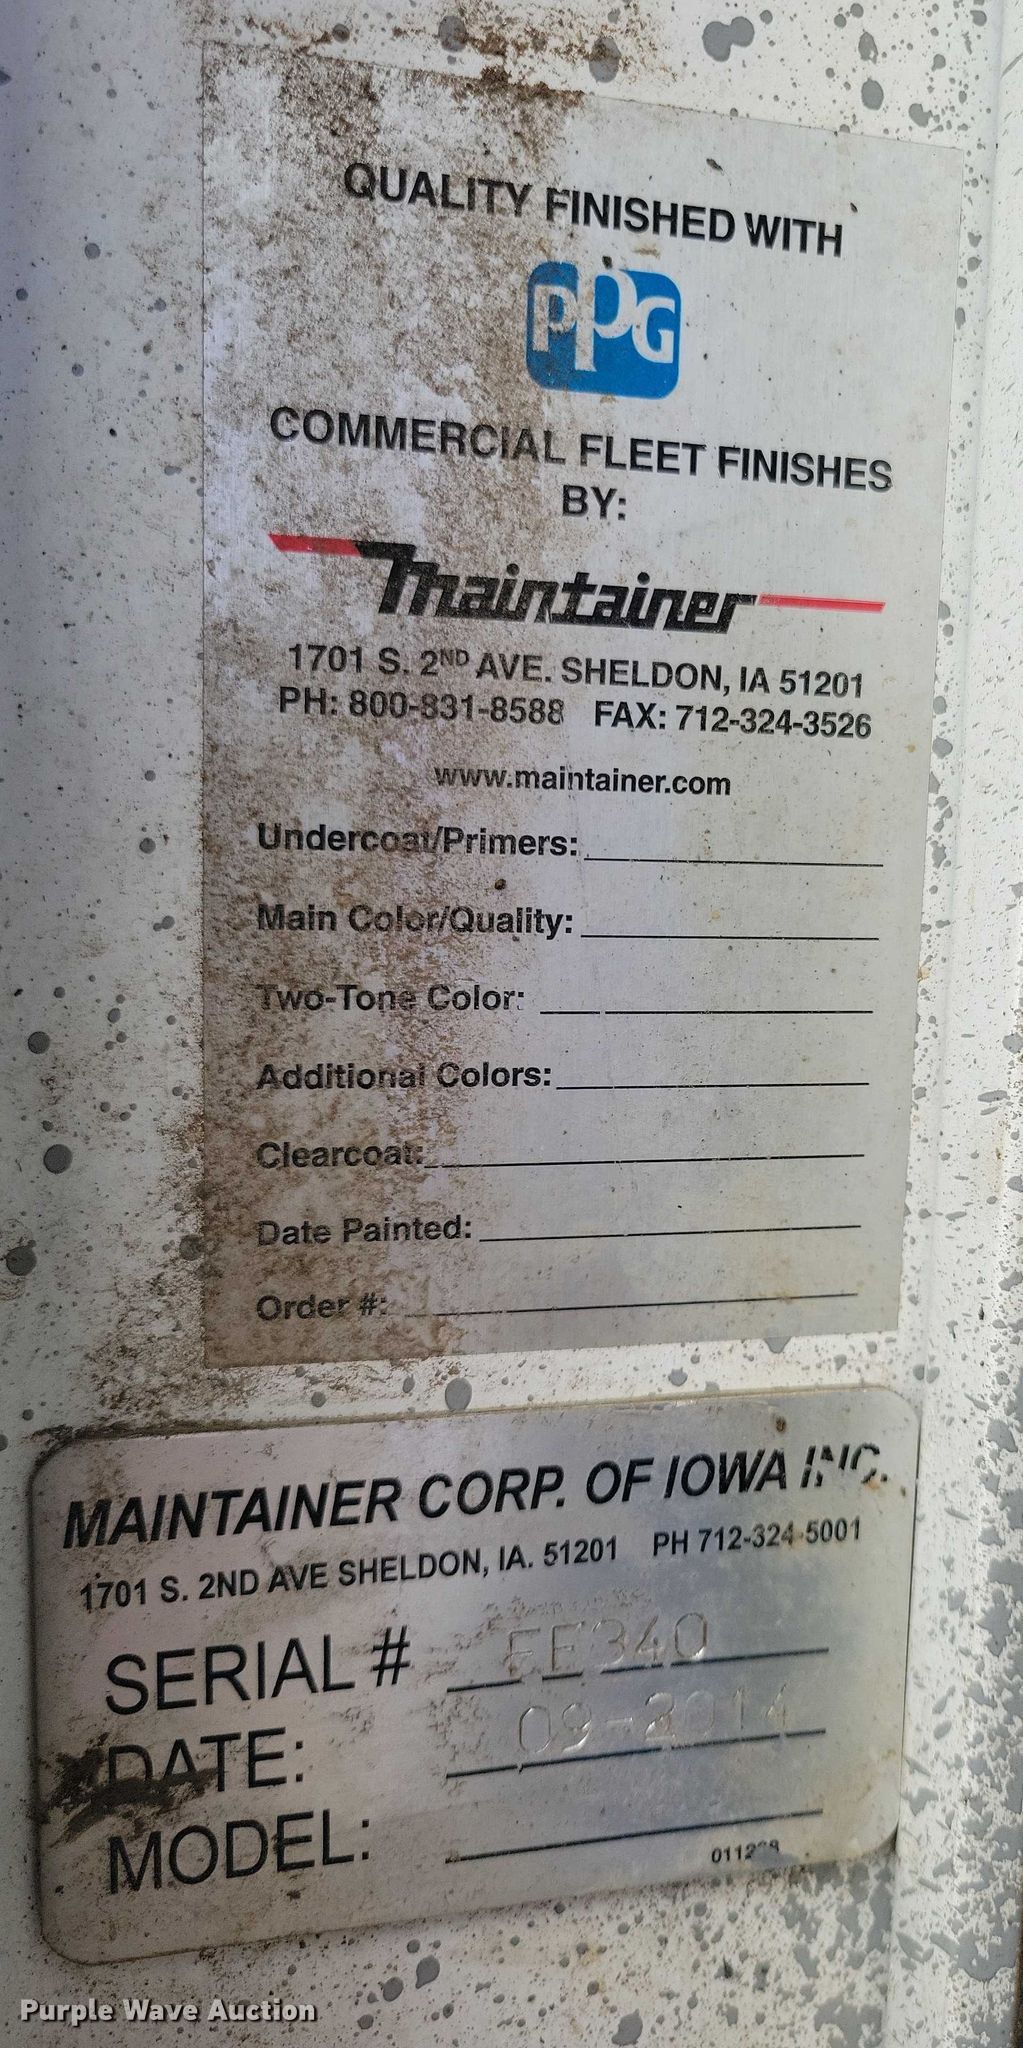 QUALITY FINISHED WITH
PPG
COMMERCIAL FLEET FINISHES
BY:
Maintainer
1701 S. 2ND AVE. SHELDON, IA 51201
PH: 800-831-8588 FAX: 712-324-3526
www.maintainer.com
Undercoat/Primers:
Main Color/Quality:
Two-Tone Color:
Additional Colors:
Clearcoat:
Date Painted:
Order #:
MAINTAINER CORP. OF IOWA INC.
1701 S. 2ND AVE SHELDON, IA. 51201 PH 712-324-5001
SERIAL #
DATE: 09-2014
MODEL:
Purple Wave Auction